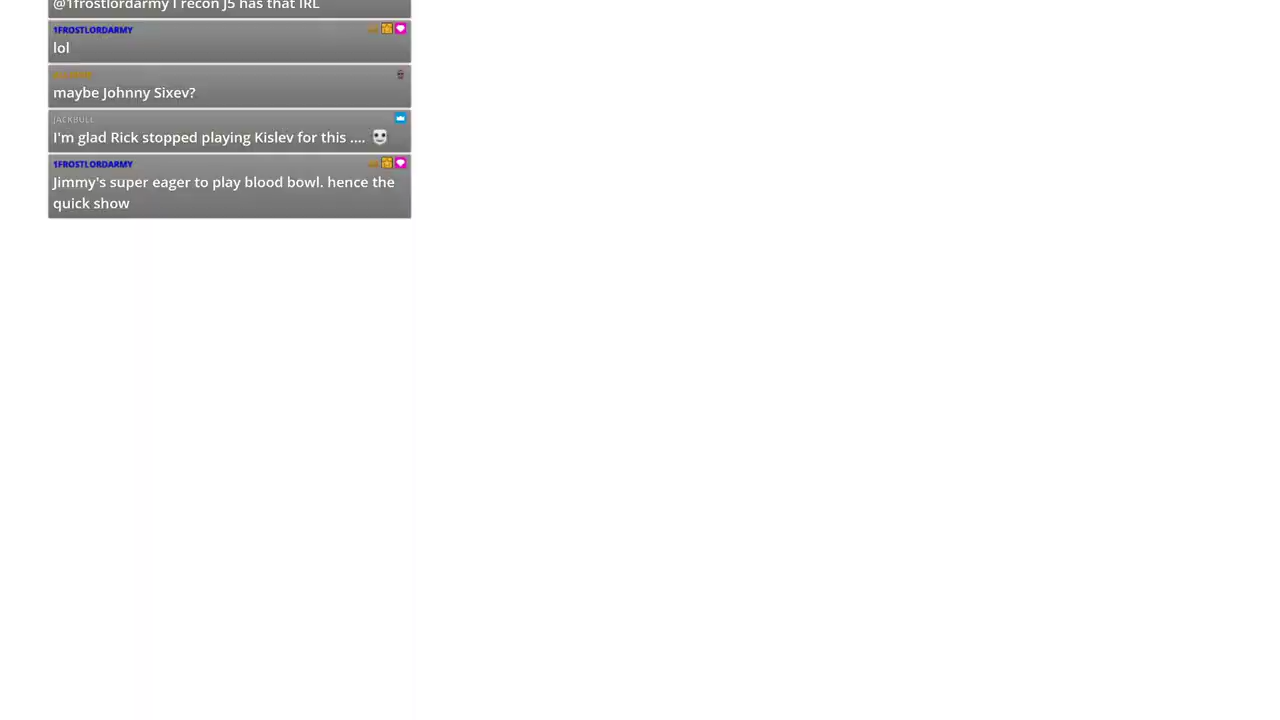 @1frostlordarmy I recon J5 has that IRL
1FROSTLORDARMY
lol
maybe Johnny Sixev?
JACKBULL
I'm glad Rick stopped playing Kislev for this ....
1FROSTLORDARMY
Jimmy's super eager to play blood bowl. hence the
quick show